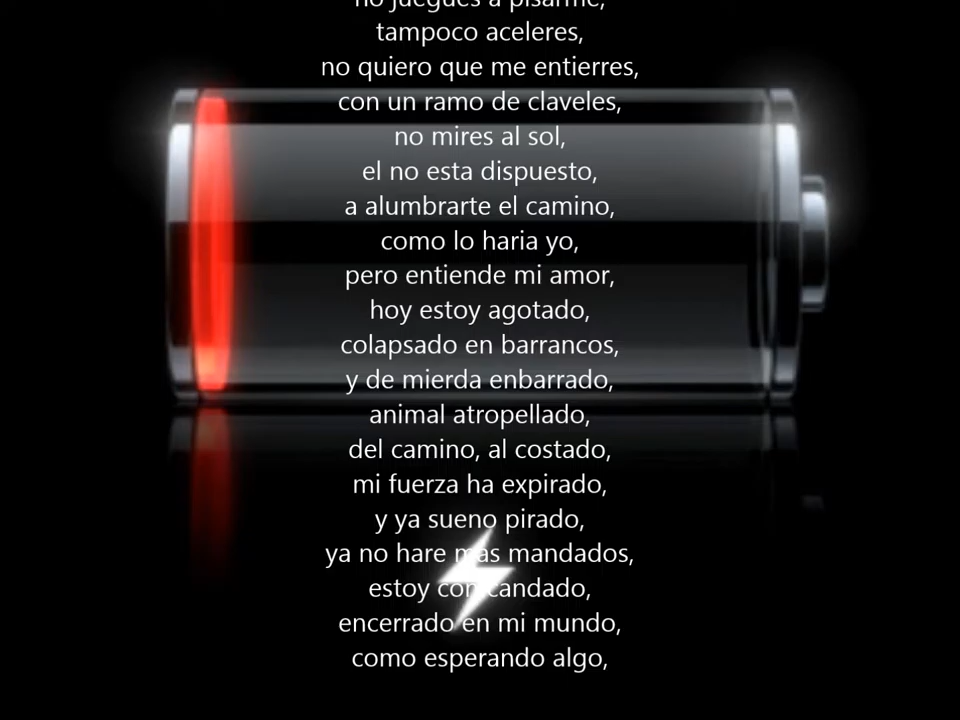 no juegues a pisarme,
tampoco aceleres,
no quiero que me entierres,
con un ramo de claveles,
no mires al sol,
el no esta dispuesto,
a alumbrarte el camino,
como lo haria yo,
pero entiende mi amor,
hoy estoy agotado,
colapsado en barrancos,
y de mierda enbarrado,
animal atropellado,
del camino, al costado,
mi fuerza ha expirado,
y ya sueno pirado,
ya no hare mas mandados,
estoy con candado,
encerrado en mi mundo,
como esperando algo,